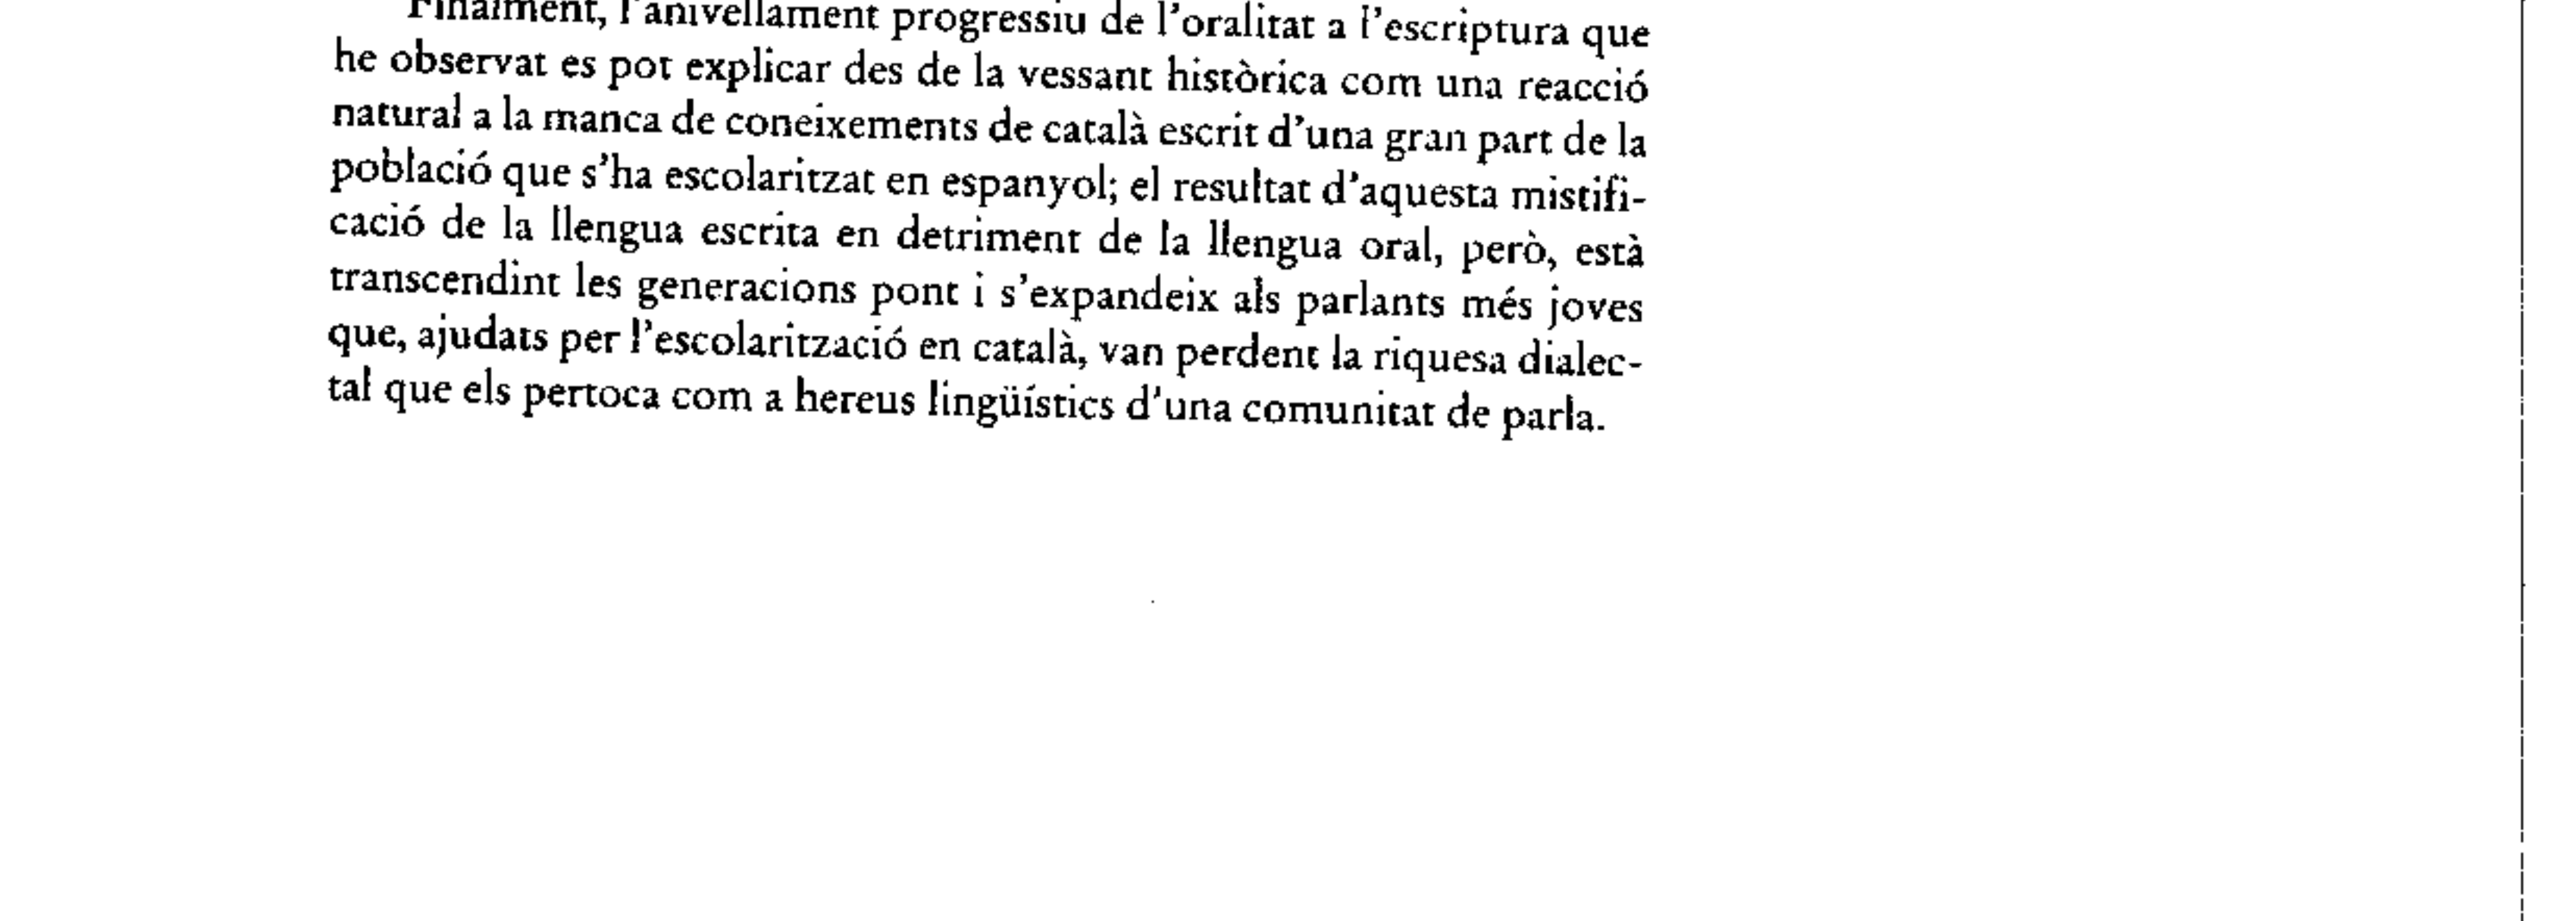 Finalment, l'anivellament progressiu de l'oralitat a l'escriptura que
he observat es pot explicar des de la vessant històrica com una reacció
natural a la manca de coneixements de català escrit d'una gran part de la
població que s'ha escolaritzat en espanyol; el resultat d'aquesta mistifi-
cació de la llengua escrita en detriment de la llengua oral, però, està
transcendint les generacions pont i s'expandeix als parlants més joves
que, ajudats per l'escolarització en català, van perdent la riquesa dialec-
tal que els pertoca com a hereus lingüístics d'una comunitat de parla.